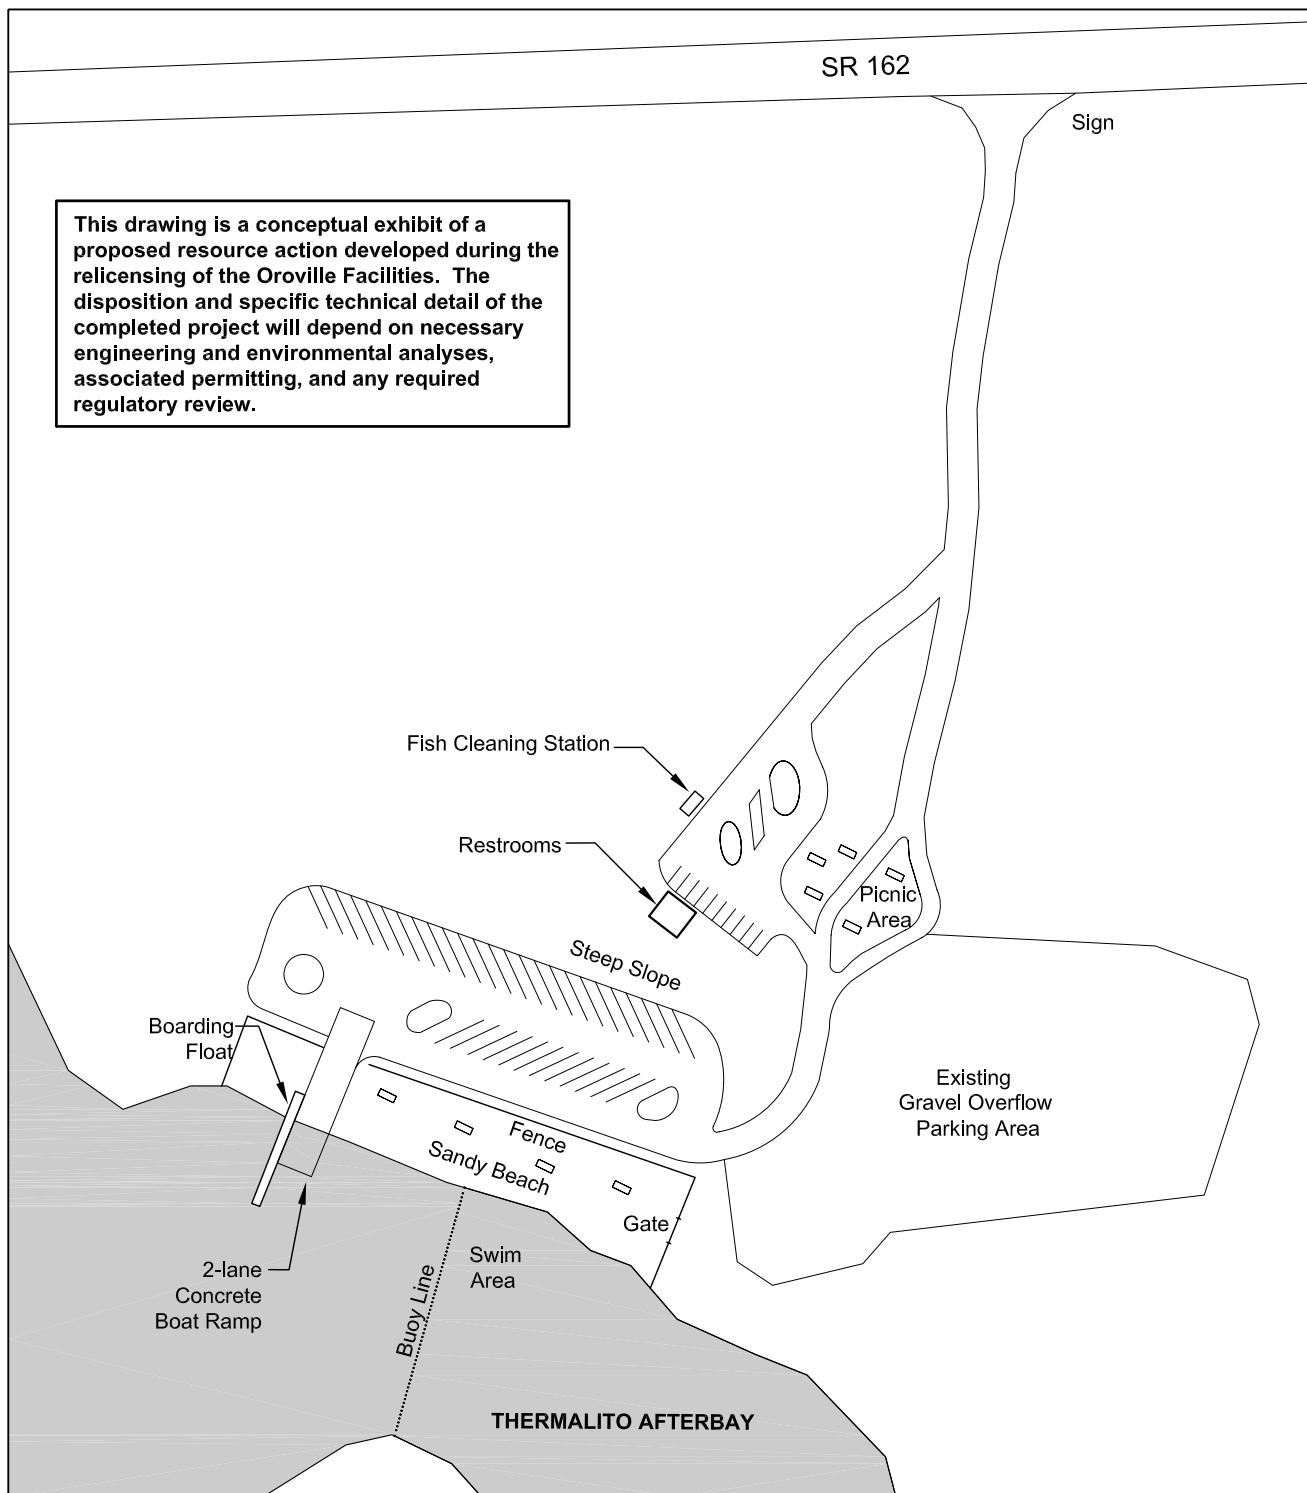 SR 162
Sign
This drawing is a conceptual exhibit of a
proposed resource action developed during the
relicensing of the Oroville Facilities.  The
disposition and specific technical detail of the
completed project will depend on necessary
engineering and environmental analyses,
associated permitting, and any required
regulatory review.
Fish Cleaning Station
Restrooms
Picnic
Area
Steep Slope
Boarding
Float
Existing
Gravel Overflow
Parking Area
Fence
Sandy Beach
Gate
2-lane
Concrete
Boat Ramp
Swim
Area
Buoy Line
THERMALITO AFTERBAY